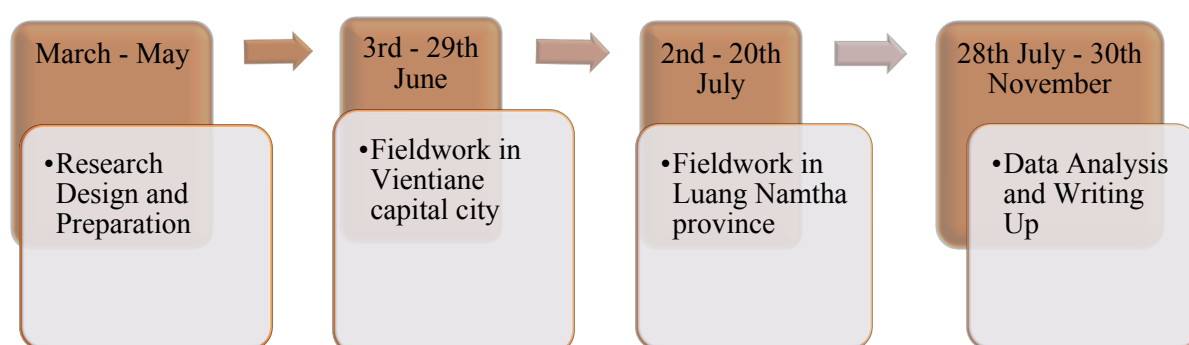 March - May
•Research
Design and
Preparation
3rd - 29th
June
•Fieldwork in
Vientiane
capital city
2nd - 20th
July
•Fieldwork in
Luang Namtha
province
28th July - 30th
November
•Data Analysis
and Writing
Up